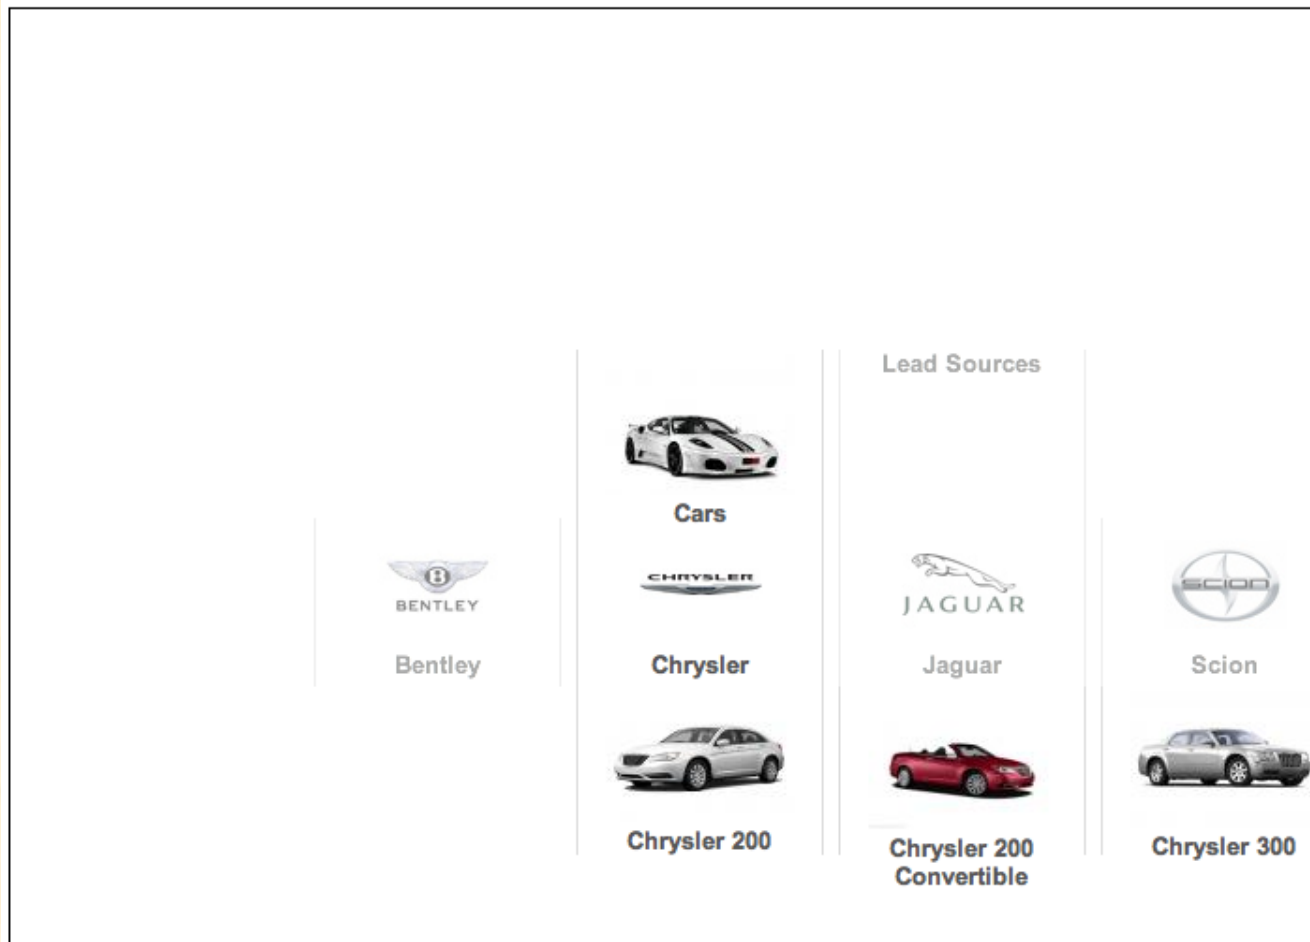 Lead Sources
Cars
BENTLEY
CHRYSLER
JAGUAR
SCION
Bentley
Chrysler
Jaguar
Scion
Chrysler 200
Chrysler 200
Convertible
Chrysler 300